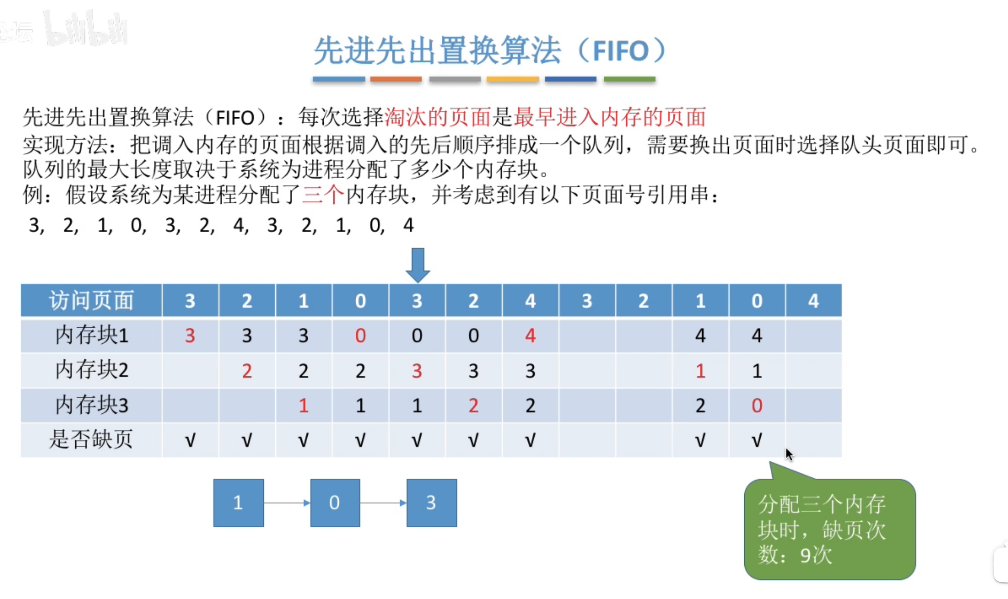 bilibili
先进先出置换算法（FIFO）
先进先出置换算法（FIFO）：每次选择淘汰的页面是最早进入内存的页面
实现方法：把调入内存的页面根据调入的先后顺序排成一个队列，需要换出页面时选择队头页面即可。
队列的最大长度取决于系统为进程分配了多少个内存块。
例：假设系统为某进程分配了三个内存块，并考虑到有以下页面号引用串：
3, 2, 1, 0, 3, 2, 4, 3, 2, 1, 0, 4
访问页面 3 2 1 0 3 2 4 3 2 1 0 4
内存块1 3 3 3 0 0 0 4 4 4
内存块2 2 2 2 3 3 3 1 1
内存块3 1 1 1 2 2 2 0
是否缺页 √ √ √ √ √ √ √ √ √
1 0 3
分配三个内存
块时，缺页次
数：9次